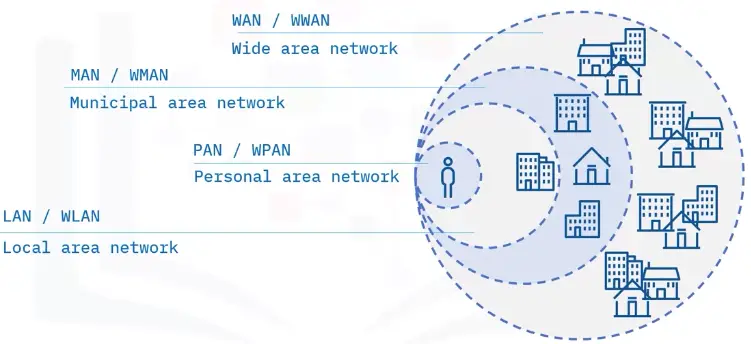 WAN / WWAN
Wide area network
MAN / WMAN
Municipal area network
PAN / WPAN
Personal area network
LAN / WLAN
Local area network